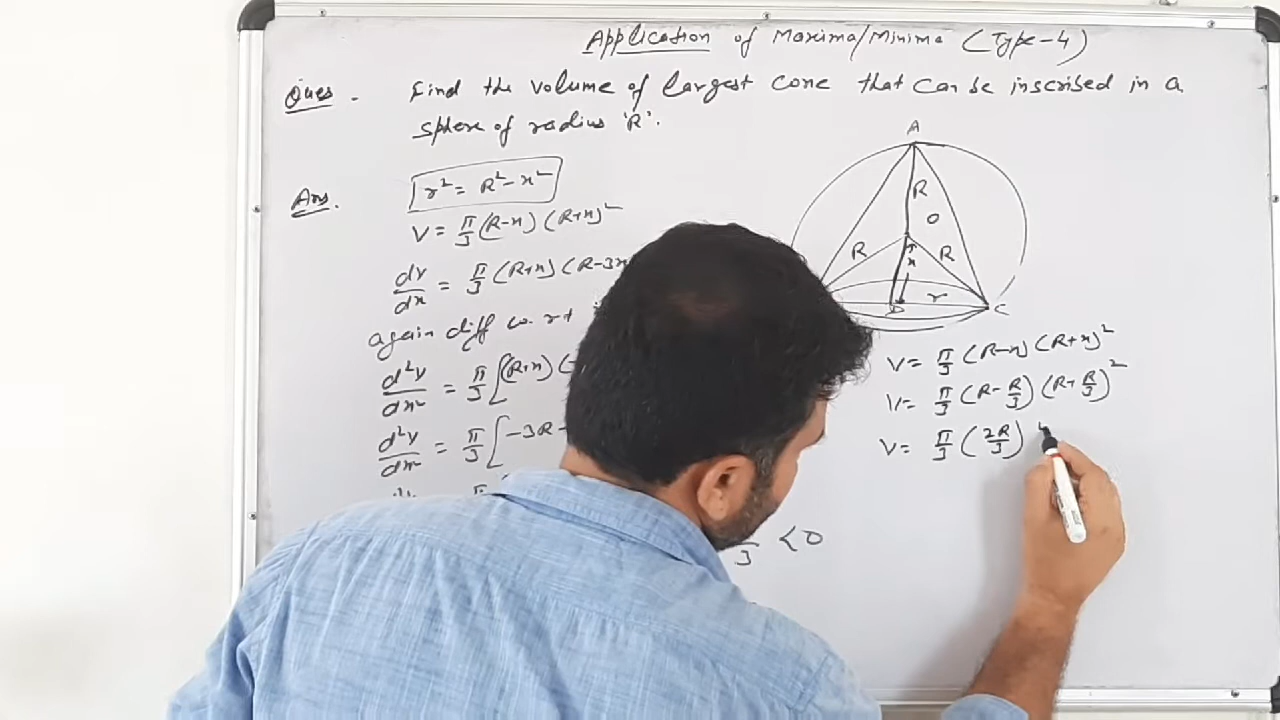 Application of Maxima/Minima (Type-4)
Ques. Find the volume of largest cone that can be inscribed in a
sphere of radius 'R'.
Ans. r² = R² - x²
V = π/3 (R-x) (R+x)²
dv/dx = π/3 (R+x) (R-3x
again diff w.r.t
d²v/dx² = π/3 [(R+x) (-
d²v/dx² = π/3 [-3R -
3 < 0
A
R
O
R
x
R
D
r
C
V = π/3 (R-x) (R+x)²
V = π/3 (R - R/3) (R + R/3)²
V = π/3 (2R/3)